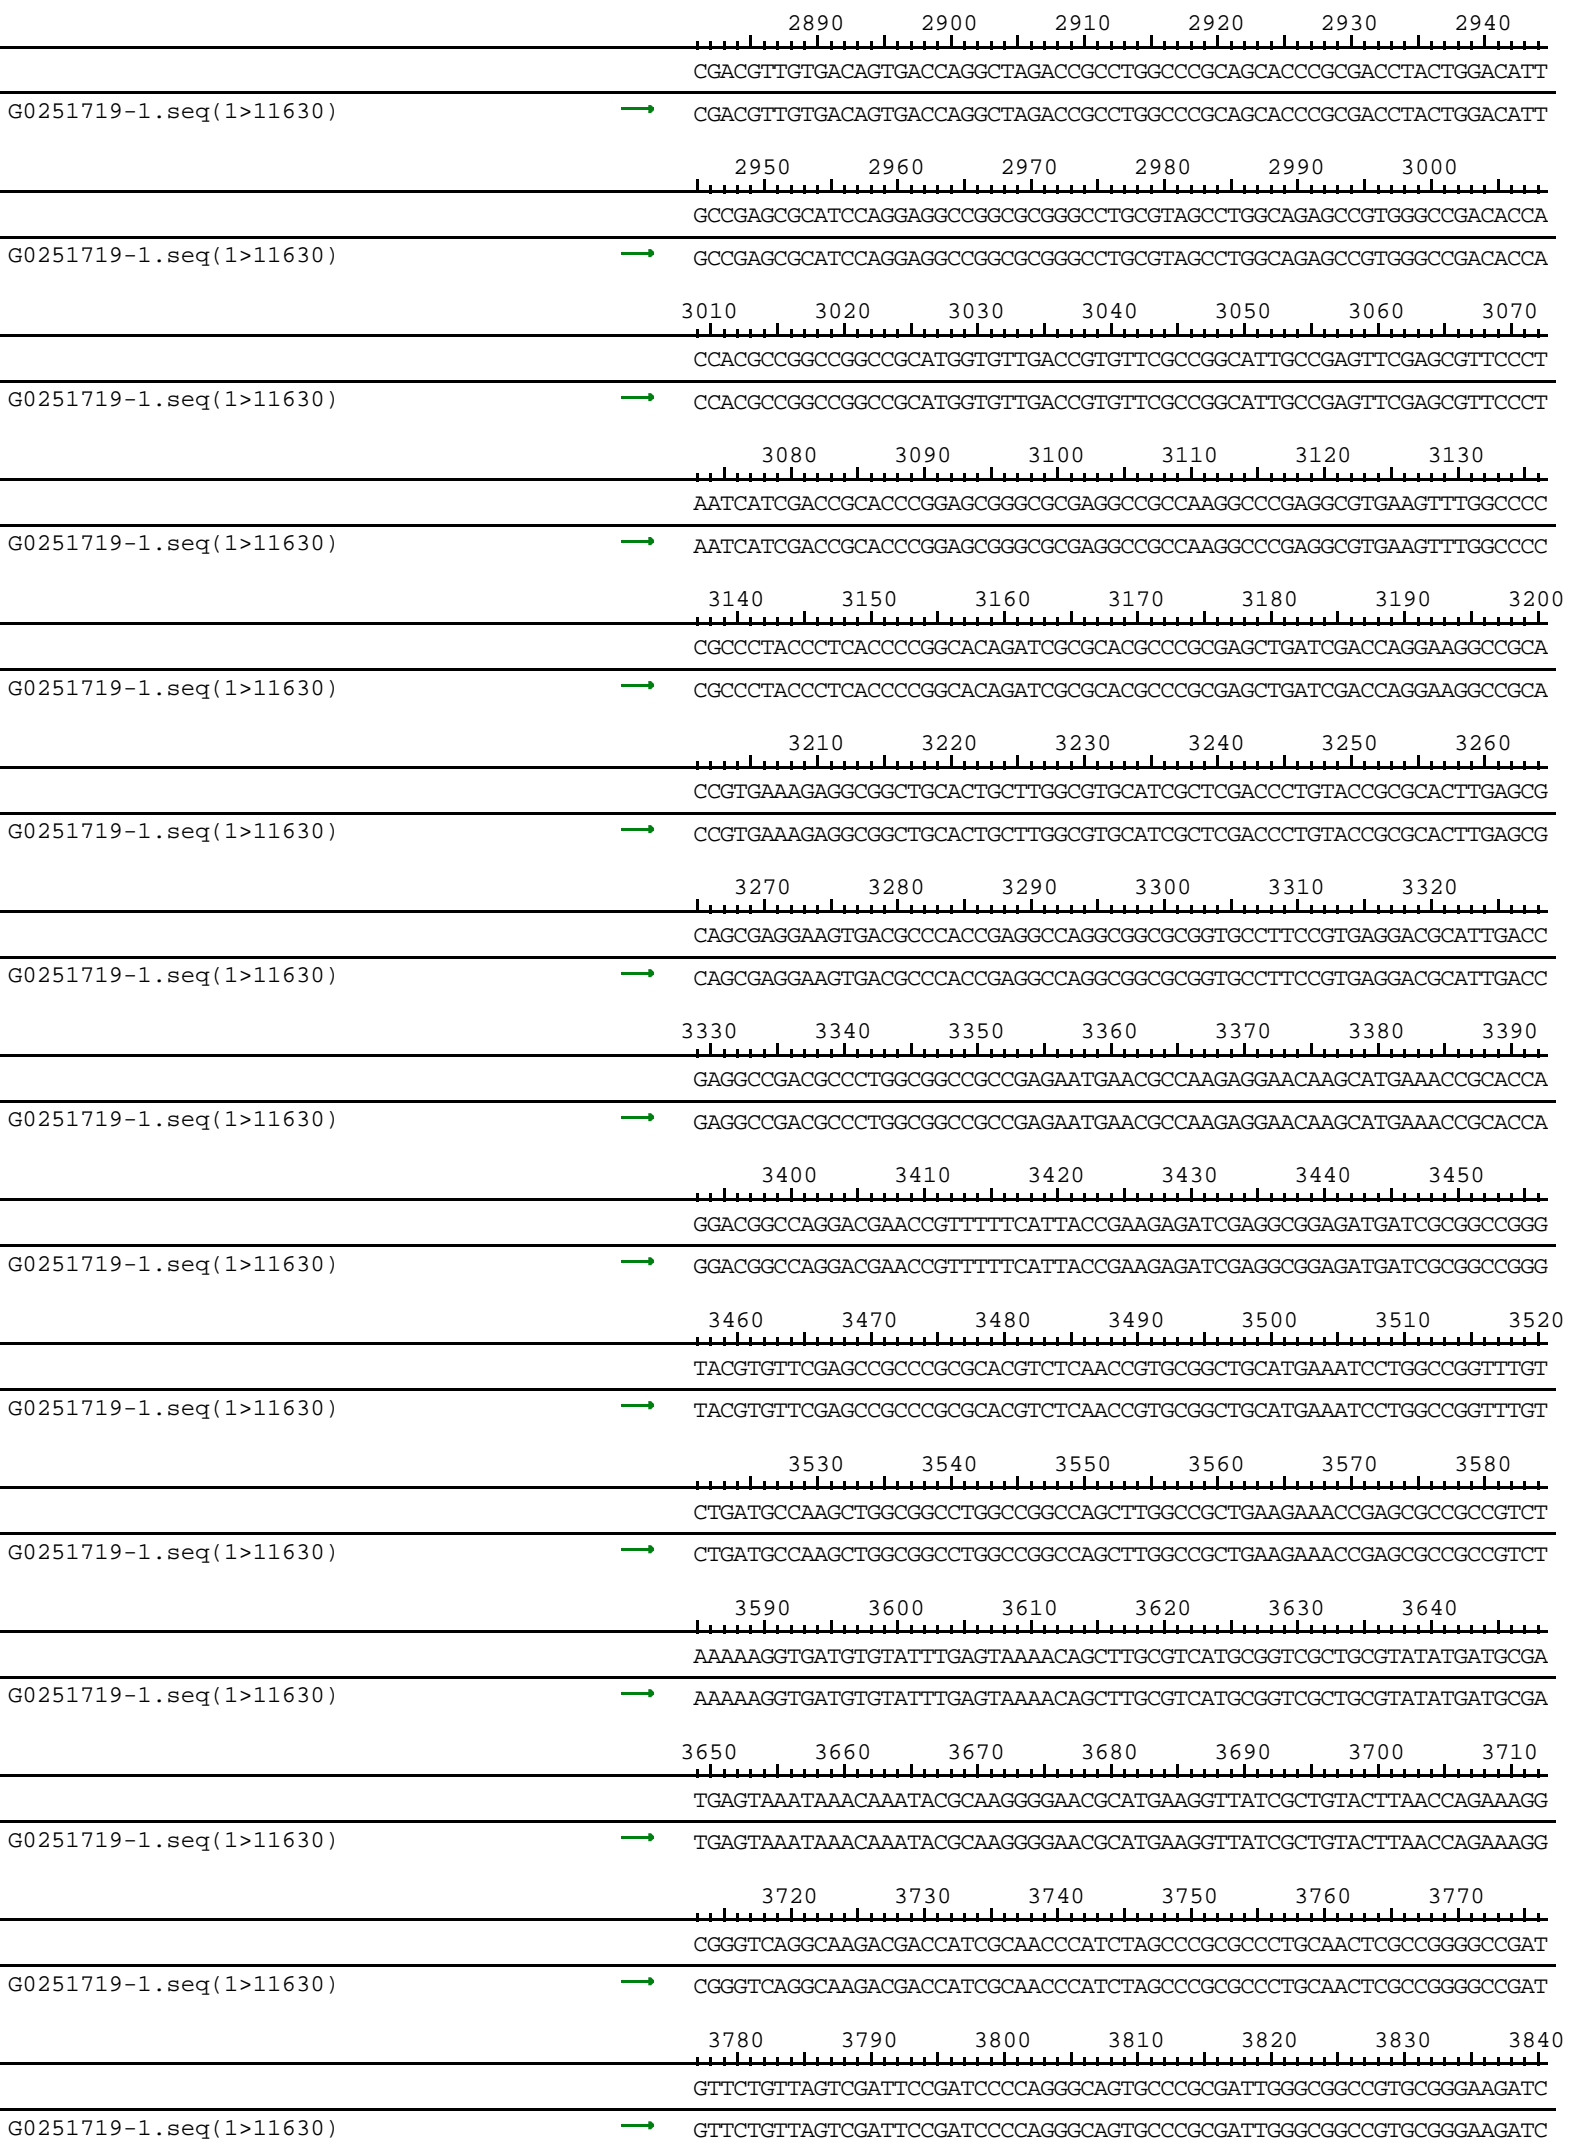 2890 2900 2910 2920 2930 2940
CGACGTTGTGACAGTGACCAGGCTAGACCGCCTGGCCCGCAGCACCCGCGACCTACTGGACATT
G0251719-1.seq(1>11630) CGACGTTGTGACAGTGACCAGGCTAGACCGCCTGGCCCGCAGCACCCGCGACCTACTGGACATT
2950 2960 2970 2980 2990 3000
GCCGAGCGCATCCAGGAGGCCGGCGCGGGCCTGCGTAGCCTGGCAGAGCCGTGGGCCGACACCA
G0251719-1.seq(1>11630) GCCGAGCGCATCCAGGAGGCCGGCGCGGGCCTGCGTAGCCTGGCAGAGCCGTGGGCCGACACCA
3010 3020 3030 3040 3050 3060 3070
CCACGCCGGCCGGCCGCATGGTGTTGACCGTGTTCGCCGGCATTGCCGAGTTCGAGCGTTCCCT
G0251719-1.seq(1>11630) CCACGCCGGCCGGCCGCATGGTGTTGACCGTGTTCGCCGGCATTGCCGAGTTCGAGCGTTCCCT
3080 3090 3100 3110 3120 3130
AATCATCGACCGCACCCGGAGCGGGCGCGAGGCCGCCAAGGCCCGAGGCGTGAAGTTTGGCCCC
G0251719-1.seq(1>11630) AATCATCGACCGCACCCGGAGCGGGCGCGAGGCCGCCAAGGCCCGAGGCGTGAAGTTTGGCCCC
3140 3150 3160 3170 3180 3190 3200
CGCCCTACCCTCACCCCGGCACAGATCGCGCACGCCCGCGAGCTGATCGACCAGGAAGGCCGCA
G0251719-1.seq(1>11630) CGCCCTACCCTCACCCCGGCACAGATCGCGCACGCCCGCGAGCTGATCGACCAGGAAGGCCGCA
3210 3220 3230 3240 3250 3260
CCGTGAAAGAGGCGGCTGCACTGCTTGGCGTGCATCGCTCGACCCTGTACCGCGCACTTGAGCG
G0251719-1.seq(1>11630) CCGTGAAAGAGGCGGCTGCACTGCTTGGCGTGCATCGCTCGACCCTGTACCGCGCACTTGAGCG
3270 3280 3290 3300 3310 3320
CAGCGAGGAAGTGACGCCCACCGAGGCCAGGCGGCGCGGTGCCTTCCGTGAGGACGCATTGACC
G0251719-1.seq(1>11630) CAGCGAGGAAGTGACGCCCACCGAGGCCAGGCGGCGCGGTGCCTTCCGTGAGGACGCATTGACC
3330 3340 3350 3360 3370 3380 3390
GAGGCCGACGCCCTGGCGGCCGCCGAGAATGAACGCCAAGAGGAACAAGCATGAAACCGCACCA
G0251719-1.seq(1>11630) GAGGCCGACGCCCTGGCGGCCGCCGAGAATGAACGCCAAGAGGAACAAGCATGAAACCGCACCA
3400 3410 3420 3430 3440 3450
GGACGGCCAGGACGAACCGTTTTTCATTACCGAAGAGATCGAGGCGGAGATGATCGCGGCCGGG
G0251719-1.seq(1>11630) GGACGGCCAGGACGAACCGTTTTTCATTACCGAAGAGATCGAGGCGGAGATGATCGCGGCCGGG
3460 3470 3480 3490 3500 3510 3520
TACGTGTTCGAGCCGCCCGCGCACGTCTCAACCGTGCGGCTGCATGAAATCCTGGCCGGTTTGT
G0251719-1.seq(1>11630) TACGTGTTCGAGCCGCCCGCGCACGTCTCAACCGTGCGGCTGCATGAAATCCTGGCCGGTTTGT
3530 3540 3550 3560 3570 3580
CTGATGCCAAGCTGGCGGCCTGGCCGGCCAGCTTGGCCGCTGAAGAAACCGAGCGCCGCCGTCT
G0251719-1.seq(1>11630) CTGATGCCAAGCTGGCGGCCTGGCCGGCCAGCTTGGCCGCTGAAGAAACCGAGCGCCGCCGTCT
3590 3600 3610 3620 3630 3640
AAAAAGGTGATGTGTATTTGAGTAAAACAGCTTGCGTCATGCGGTCGCTGCGTATATGATGCGA
G0251719-1.seq(1>11630) AAAAAGGTGATGTGTATTTGAGTAAAACAGCTTGCGTCATGCGGTCGCTGCGTATATGATGCGA
3650 3660 3670 3680 3690 3700 3710
TGAGTAAATAAACAAATACGCAAGGGGAACGCATGAAGGTTATCGCTGTACTTAACCAGAAAGG
G0251719-1.seq(1>11630) TGAGTAAATAAACAAATACGCAAGGGGAACGCATGAAGGTTATCGCTGTACTTAACCAGAAAGG
3720 3730 3740 3750 3760 3770
CGGGTCAGGCAAGACGACCATCGCAACCCATCTAGCCCGCGCCCTGCAACTCGCCGGGGCCGAT
G0251719-1.seq(1>11630) CGGGTCAGGCAAGACGACCATCGCAACCCATCTAGCCCGCGCCCTGCAACTCGCCGGGGCCGAT
3780 3790 3800 3810 3820 3830 3840
GTTCTGTTAGTCGATTCCGATCCCCAGGGCAGTGCCCGCGATTGGGCGGCCGTGCGGGAAGATC
G0251719-1.seq(1>11630) GTTCTGTTAGTCGATTCCGATCCCCAGGGCAGTGCCCGCGATTGGGCGGCCGTGCGGGAAGATC